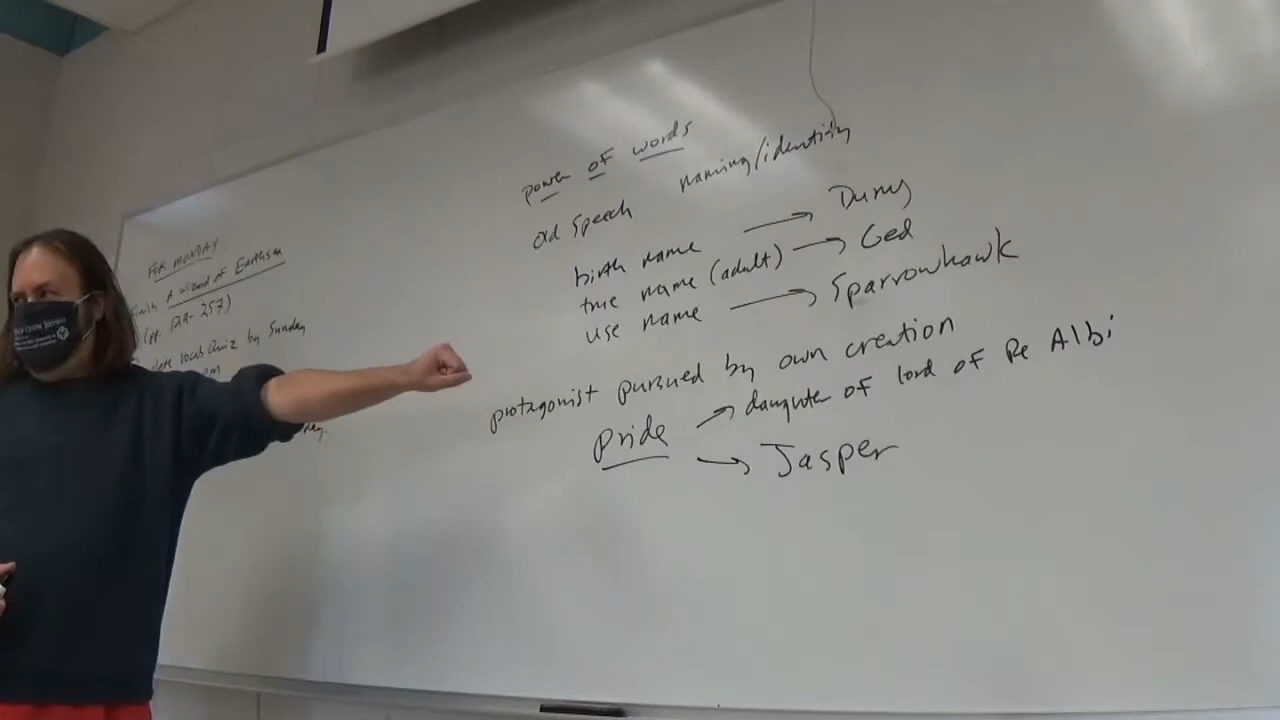 FOR MONDAY
A Wizard of Earthsea
(pp. 129-257)
vocab quiz by Sunday
power of words
old speech naming/identity
birth name → Duny
true name (adult) → Ged
use name → Sparrowhawk
protagonist pursued by own creation
pride → daughter of lord of Re Albi
→ Jasper